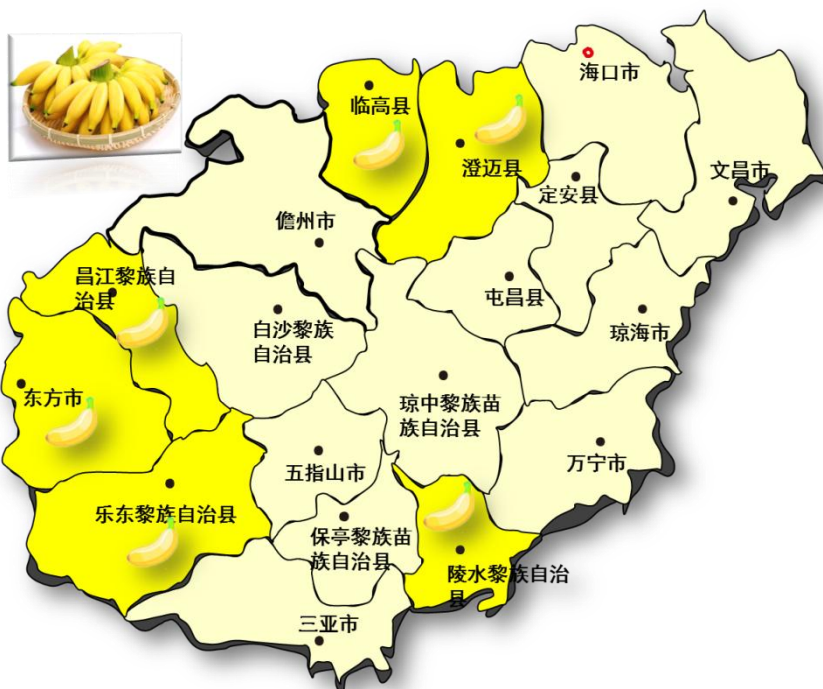 海口市
临高县
澄迈县
文昌市
定安县
儋州市
昌江黎族自
治县
屯昌县
琼海市
白沙黎族
自治县
东方市
琼中黎族苗
族自治县
万宁市
五指山市
乐东黎族自治县
保亭黎族苗
族自治县
陵水黎族自治
县
三亚市